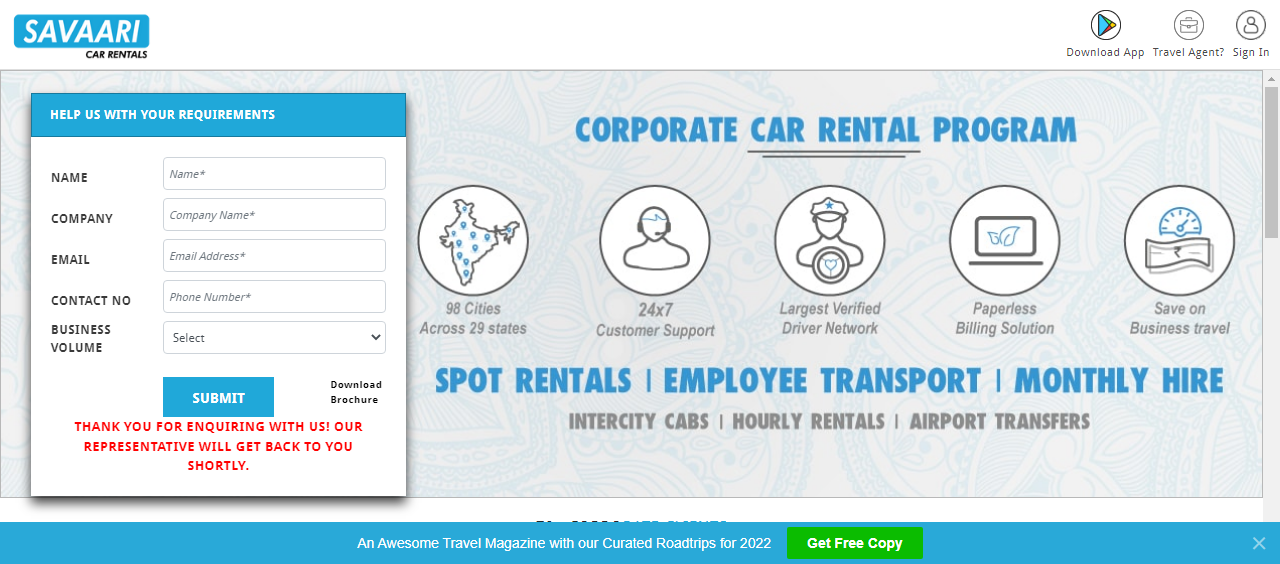 SAVAARI
CAR RENTALS
Download App
Travel Agent?
Sign In
HELP US WITH YOUR REQUIREMENTS
NAME
Name*
COMPANY
Company Name*
EMAIL
Email Address*
CONTACT NO
Phone Number*
BUSINESS
VOLUME
Select
SUBMIT
Download
Brochure
THANK YOU FOR ENQUIRING WITH US! OUR
REPRESENTATIVE WILL GET BACK TO YOU
SHORTLY.
CORPORATE CAR RENTAL PROGRAM
98 Cities
Across 29 states
24x7
Customer Support
Largest Verified
Driver Network
Paperless
Billing Solution
Save on
Business travel
SPOT RENTALS | EMPLOYEE TRANSPORT | MONTHLY HIRE
INTERCITY CABS | HOURLY RENTALS | AIRPORT TRANSFERS
An Awesome Travel Magazine with our Curated Roadtrips for 2022
Get Free Copy